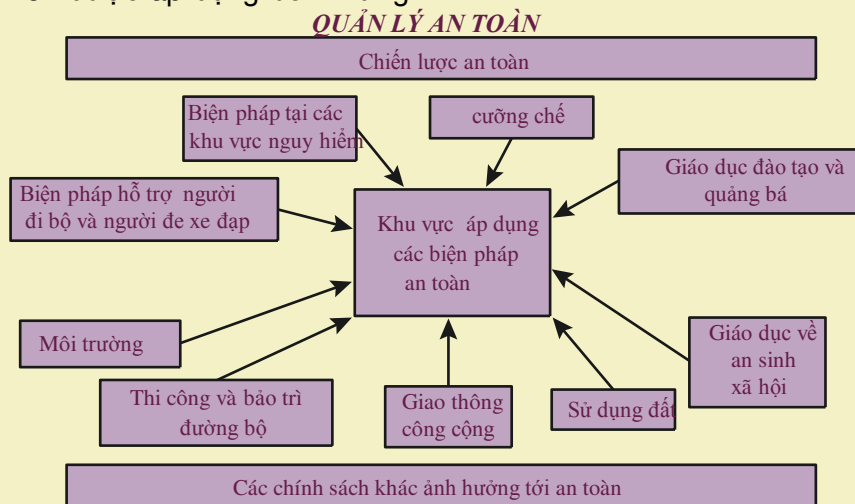 QUẢN LÝ AN TOÀN
Chiến lược an toàn
Biện pháp tại các
khu vực nguy hiểm
cưỡng chế
Giáo dục đào tạo và
quảng bá
Biện pháp hỗ trợ người
đi bộ và người đe xe đạp
Khu vực áp dụng
các biện pháp
an toàn
Môi trường
Giáo dục về
an sinh
xã hội
Thi công và bảo trì
đường bộ
Giao thông
công cộng
Sử dụng đất
Các chính sách khác ảnh hưởng tới an toàn